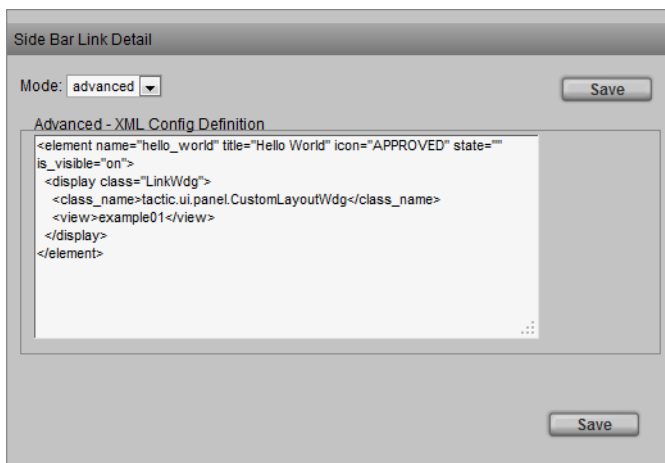 Side Bar Link Detail
Mode: advanced Save
Advanced - XML Config Definition
<element name="hello_world" title="Hello World" icon="APPROVED" state=""
is_visible="on">
<display class="LinkWdg">
<class_name>tactic.ui.panel.CustomLayoutWdg</class_name>
<view>example01</view>
</display>
</element>
Save